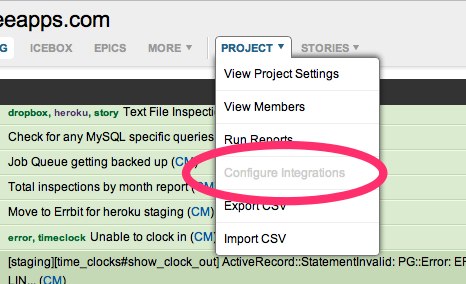 eeapps.com
G ICEBOX EPICS MORE ▾ PROJECT ▾ STORIES ▾
View Project Settings
dropbox, heroku, story Text File Inspecti
View Members
Check for any MySQL specific queries
Run Reports
Job Queue getting backed up (CM)
Configure Integrations
Total inspections by month report (CM)
Move to Errbit for heroku staging (CM)
Export CSV
error, timeclock Unable to clock in (CM)
Import CSV
[staging][time_clocks#show_clock_out] ActiveRecord::StatementInvalid: PG::Error: EF
LIN... (CM)